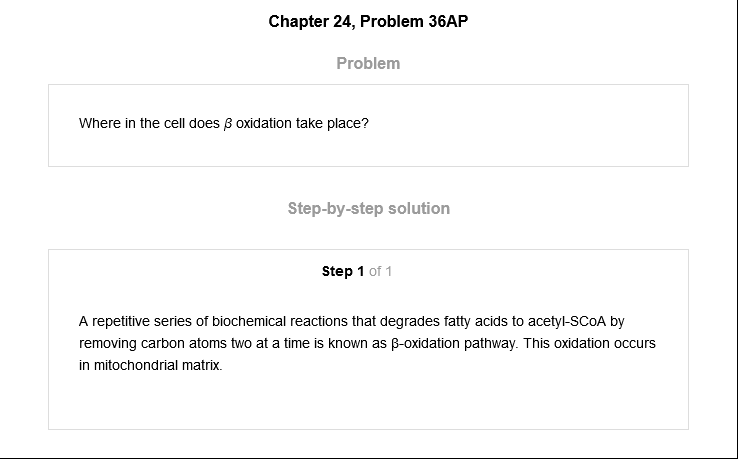 Chapter 24, Problem 36AP
Problem
Where in the cell does β oxidation take place?
Step-by-step solution
Step 1 of 1
A repetitive series of biochemical reactions that degrades fatty acids to acetyl-SCoA by
removing carbon atoms two at a time is known as β-oxidation pathway. This oxidation occurs
in mitochondrial matrix.